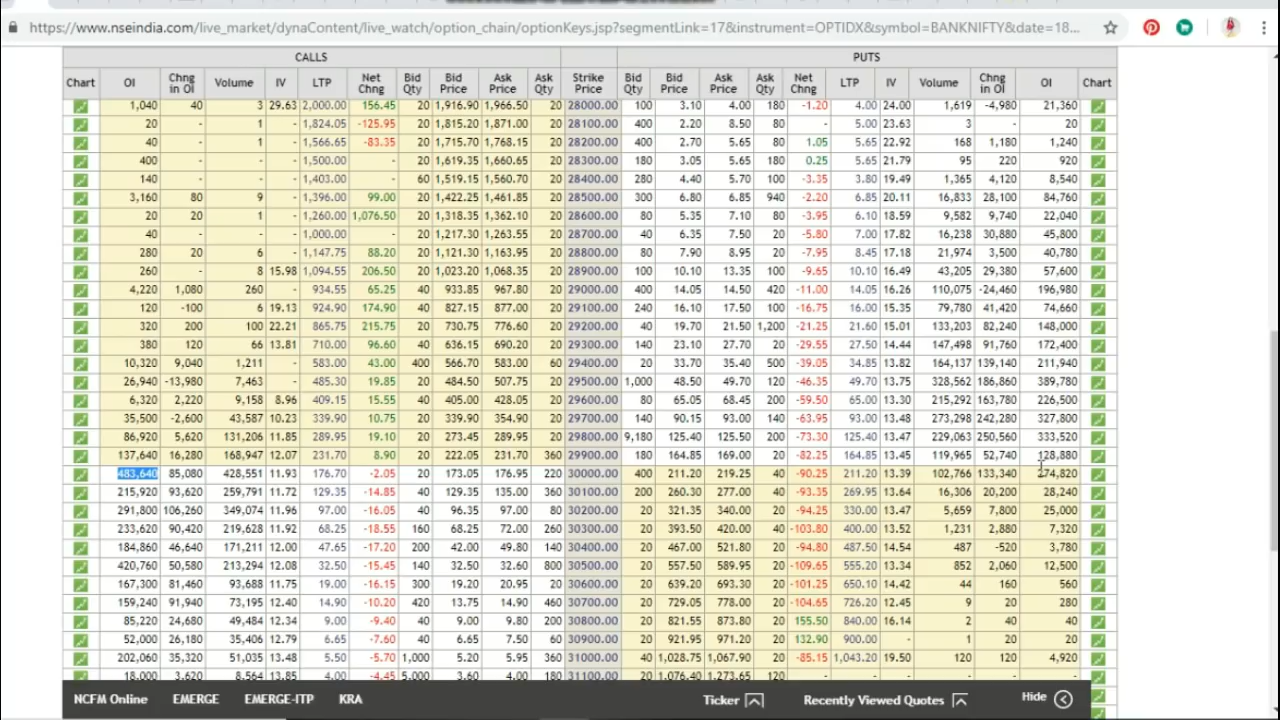 https://www.nseindia.com/live_market/dynaContent/live_watch/option_chain/optionKeys.jsp?segmentLink=17&instrument=OPTIDX&symbol=BANKNIFTY&date=18...
CALLS PUTS
Chart OI Chng in OI Volume IV LTP Net Chng Bid Qty Bid Price Ask Price Ask Qty Strike Price Bid Qty Bid Price Ask Price Ask Qty Net Chng LTP IV Volume Chng in OI OI Chart
1,040 40 3 29.63 2,000.00 156.45 20 1,916.90 1,966.50 20 28000.00 100 3.10 4.00 180 -1.20 4.00 24.00 1,619 -4,980 21,360
20 - 1 - 1,824.05 -125.95 20 1,815.20 1,871.00 20 28100.00 400 2.20 8.50 80 - 5.00 23.63 3 - 20
40 - 1 - 1,566.65 -83.35 20 1,715.70 1,768.15 20 28200.00 400 2.70 5.65 80 1.05 5.65 22.92 168 1,180 1,240
400 - - - 1,500.00 - 20 1,619.35 1,660.65 20 28300.00 180 3.05 5.65 180 0.25 5.65 21.79 95 220 920
140 - - - 1,403.00 - 60 1,519.15 1,560.70 20 28400.00 280 4.40 5.70 100 -3.35 3.80 19.49 1,365 4,120 8,540
3,160 80 9 - 1,396.00 99.00 20 1,422.25 1,461.85 20 28500.00 300 6.80 6.85 940 -2.20 6.85 20.11 16,833 28,100 84,760
20 20 1 - 1,260.00 1,076.50 20 1,318.35 1,362.10 20 28600.00 80 5.35 7.10 80 -3.95 6.10 18.59 9,582 9,740 22,040
40 - - - 1,000.00 - 20 1,217.30 1,263.55 20 28700.00 40 6.35 7.50 20 -5.80 7.00 17.82 16,238 30,880 45,800
280 20 6 - 1,147.75 88.20 20 1,121.30 1,163.95 20 28800.00 80 7.90 8.95 20 -7.95 8.45 17.18 21,974 3,500 40,780
260 - 8 15.98 1,094.55 206.50 20 1,023.20 1,068.35 20 28900.00 100 10.10 13.35 100 -9.65 10.10 16.49 43,205 29,380 57,600
4,220 1,080 260 - 934.55 65.25 40 933.85 967.80 20 29000.00 400 14.05 14.50 420 -11.00 14.05 16.26 110,075 -24,460 196,980
120 -100 6 19.13 924.90 174.90 40 827.15 877.00 20 29100.00 240 16.10 17.50 100 -16.75 16.00 15.35 79,780 41,420 74,660
320 200 100 22.21 865.75 215.75 20 730.75 776.60 20 29200.00 40 19.70 21.50 1,200 -21.25 21.60 15.01 133,203 82,240 148,000
380 120 66 13.81 710.00 96.60 40 636.15 690.20 20 29300.00 140 23.10 27.70 20 -29.55 27.50 14.44 147,498 91,760 172,400
10,320 9,040 1,211 - 583.00 43.00 400 566.70 583.00 60 29400.00 20 33.70 35.40 500 -39.05 34.85 13.82 164,137 139,140 211,940
26,940 -13,980 7,463 - 485.30 19.85 20 484.50 507.75 20 29500.00 1,000 48.50 49.70 120 -46.35 49.70 13.75 328,562 186,860 389,780
6,320 2,220 9,158 8.96 409.15 15.55 40 405.00 428.05 20 29600.00 80 65.05 68.45 200 -59.50 65.00 13.30 215,292 163,780 226,500
35,500 -2,600 43,587 10.23 339.90 10.75 20 339.90 354.90 20 29700.00 140 90.15 93.00 140 -63.95 93.00 13.48 273,298 242,280 327,800
86,920 5,620 131,206 11.85 289.95 19.10 20 273.45 289.95 20 29800.00 9,180 125.40 125.50 200 -73.30 125.40 13.47 229,063 250,560 333,520
137,640 16,280 168,947 12.07 231.70 8.90 20 222.05 231.70 360 29900.00 180 164.85 169.00 20 -82.25 164.85 13.45 119,965 52,740 128,880
483,640 85,080 428,551 11.93 176.70 -2.05 20 173.05 176.95 220 30000.00 400 211.20 219.25 40 -90.25 211.20 13.39 102,766 133,340 274,820
215,920 93,620 259,791 11.72 129.35 -14.85 40 129.35 135.00 360 30100.00 200 260.30 277.00 40 -93.35 269.95 13.64 16,306 20,200 28,240
291,800 106,260 349,074 11.96 97.00 -16.05 40 96.35 97.00 80 30200.00 20 321.35 340.00 20 -94.25 330.00 13.47 5,659 7,800 25,000
233,620 90,420 219,628 11.92 68.25 -18.55 160 68.25 72.00 260 30300.00 20 393.50 420.00 40 -103.80 400.00 13.52 1,231 2,880 7,320
184,860 46,640 171,211 12.00 47.65 -17.20 200 42.00 49.80 140 30400.00 20 467.00 521.80 20 -94.80 487.50 14.54 487 -520 3,780
420,760 50,580 213,294 12.08 32.50 -15.45 140 32.50 32.60 800 30500.00 20 557.50 589.95 20 -109.65 555.20 13.34 852 2,060 12,500
167,300 81,460 93,688 11.75 19.00 -16.15 300 19.20 20.95 20 30600.00 20 639.20 693.30 20 -101.25 650.10 14.42 44 160 560
159,240 91,940 73,195 12.40 14.90 -10.20 420 13.75 14.90 460 30700.00 20 729.05 778.00 20 -104.65 726.20 12.45 9 20 280
85,220 24,680 49,484 12.34 9.00 -9.40 40 9.00 9.80 200 30800.00 20 821.55 873.80 20 155.50 840.00 16.14 2 40 40
52,000 26,180 35,406 12.79 6.65 -7.60 40 6.65 7.50 60 30900.00 20 921.95 971.20 20 132.90 900.00 - 1 20 20
202,060 35,320 51,035 13.48 5.50 -5.70 1,000 5.20 5.95 360 31000.00 40 1,028.75 1,067.90 20 -85.15 1,043.20 19.50 120 120 4,920
18,000 3,620 8,564 13.85 4.00 -4.45 5,000 3.60 4.00 180 31100.00 20 1,076.40 1,273.65 120 - - - - - -
NCFM Online EMERGE EMERGE-ITP KRA Ticker Recently Viewed Quotes Hide